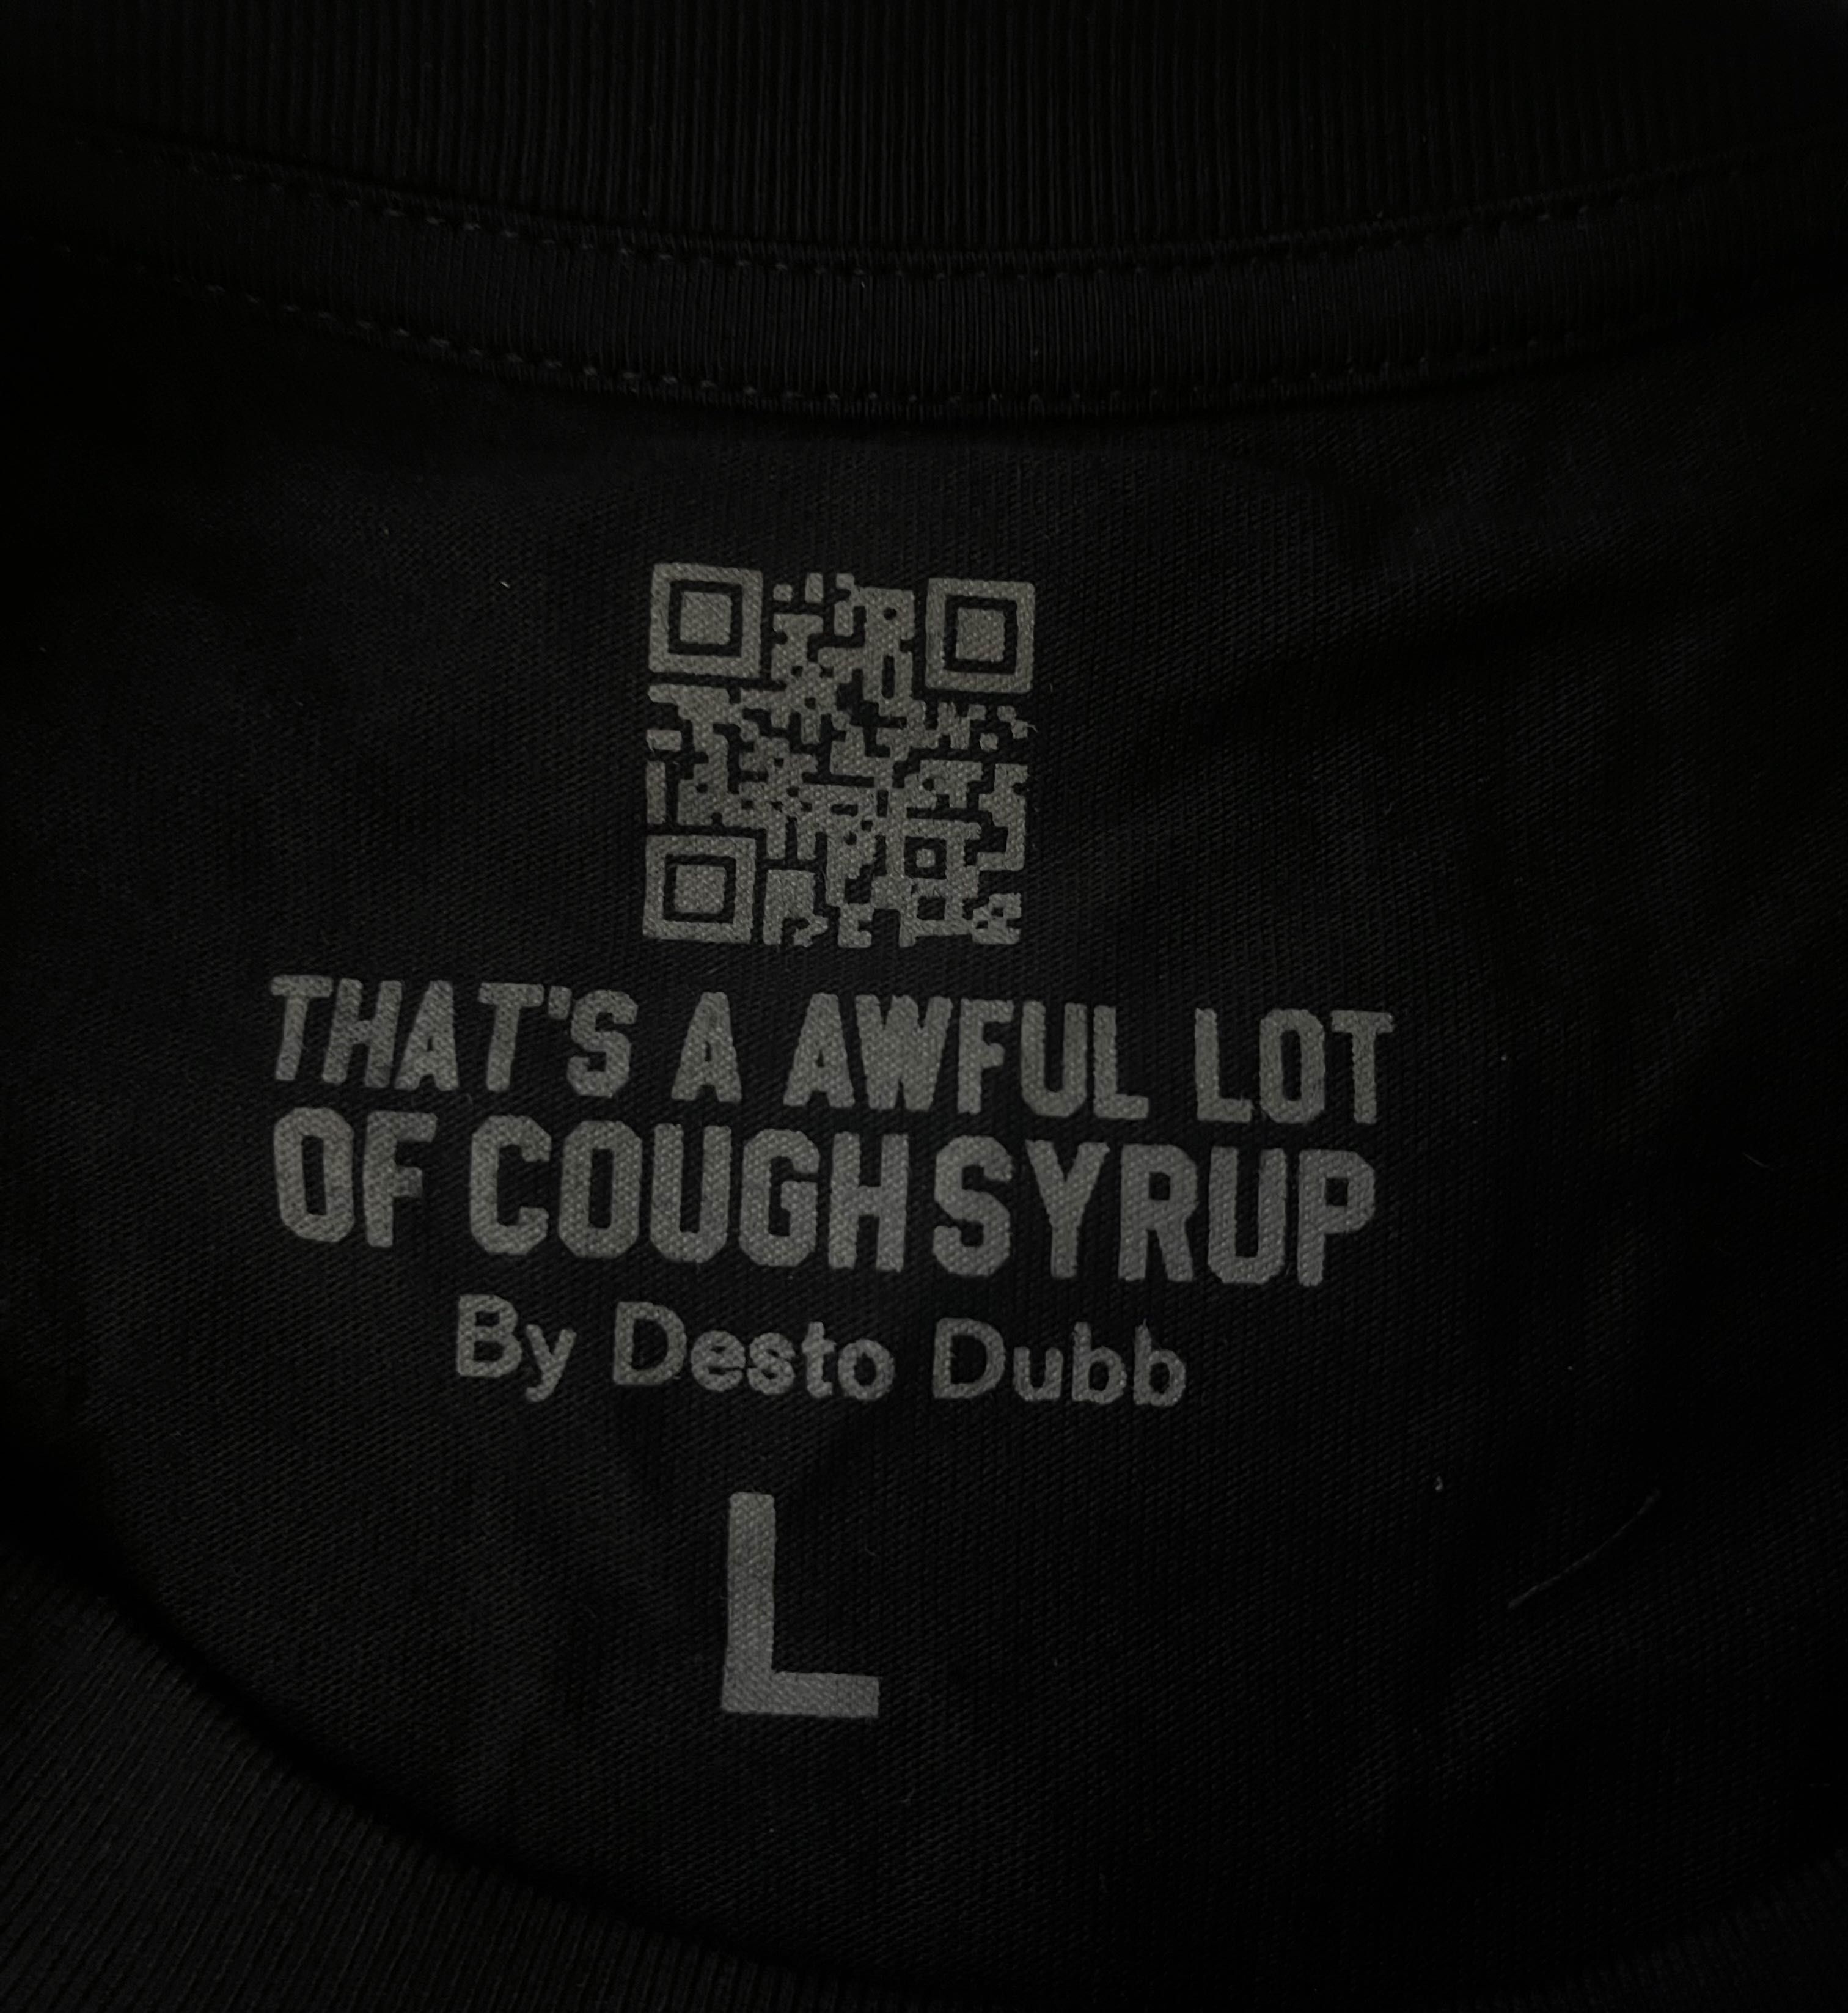 THAT'S A AWFUL LOT
OF COUGH SYRUP
By Desto Dubb
L